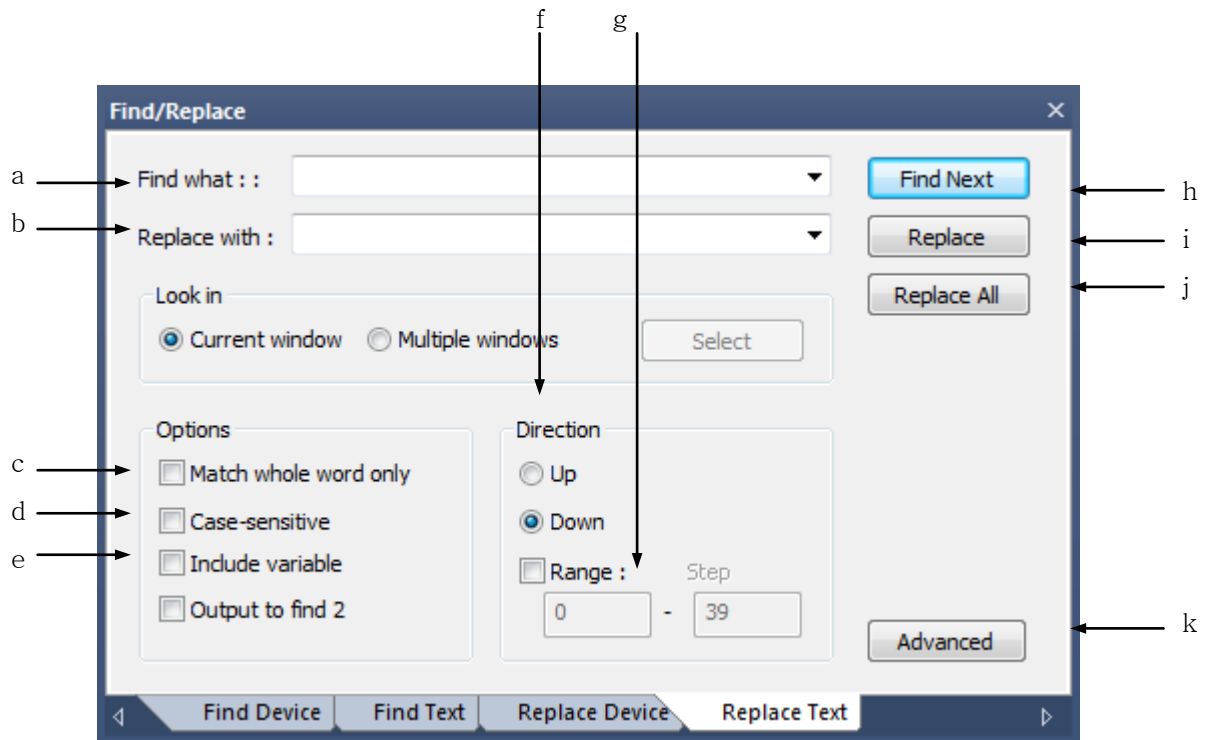 f g
Find/Replace
a Find what : : Find Next h
b Replace with : Replace i
Look in Replace All j
Current window Multiple windows Select
Options Direction
c Match whole word only Up
d Case-sensitive Down
e Include variable Range : Step
Output to find 2 0 - 39
Advanced k
Find Device Find Text Replace Device Replace Text